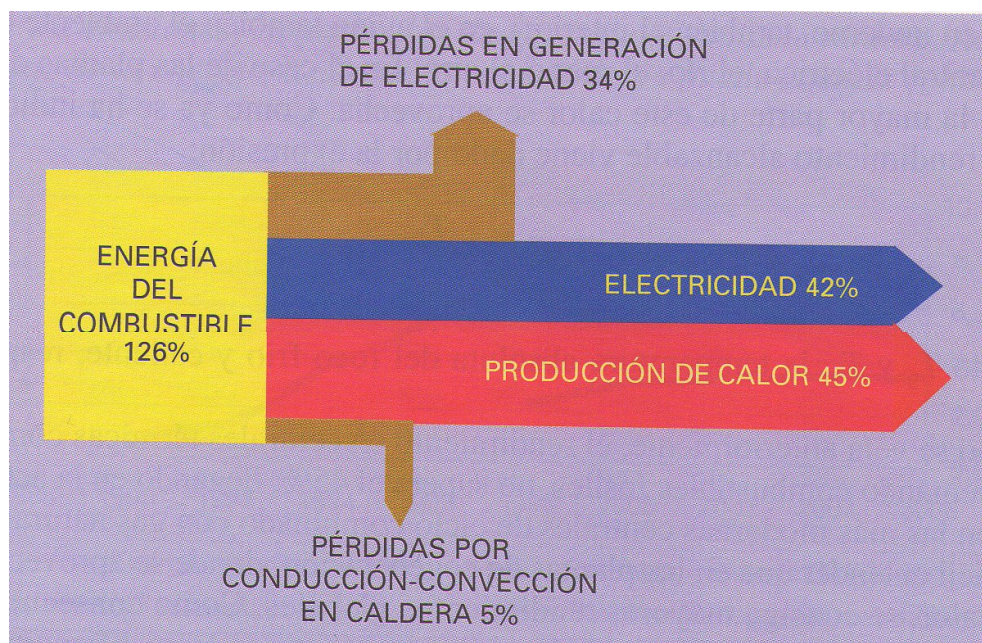 PÉRDIDAS EN GENERACIÓN
DE ELECTRICIDAD 34%
ENERGÍA
DEL
COMBUSTIBLE
126%
ELECTRICIDAD 42%
PRODUCCIÓN DE CALOR 45%
PÉRDIDAS POR
CONDUCCIÓN-CONVECCIÓN
EN CALDERA 5%